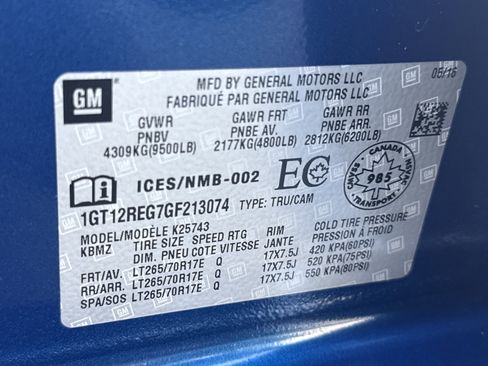 GM
MFD BY GENERAL MOTORS LLC 05/16
FABRIQUÉ PAR GENERAL MOTORS LLC
GVWR GAWR FRT GAWR RR
PNBV PNBE AV. PNBE ARR.
4309KG(9500LB) 2177KG(4800LB) 2812KG(6200LB)
ICES/NMB-002 EC
CANADA
985
1GT12REG7GF213074 TYPE: TRU/CAM
MODEL/MODÈLE K25743 COLD TIRE PRESSURE
KBMZ TIRE SIZE SPEED RTG RIM PRESSION A FROID
DIM. PNEU COTE VITESSE JANTE
FRT/AV. LT265/70R17E Q 17X7.5J 420 KPA(60PSI)
RR/ARR. LT265/70R17E Q 17X7.5J 520 KPA(75PSI)
SPA/SOS LT265/70R17E Q 17X7.5J 550 KPA(80PSI)